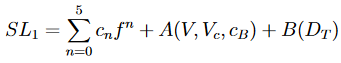 $SL_1 = \sum_{n=0}^{5} c_n f^n + A(V, V_c, c_B) + B(D_T)$